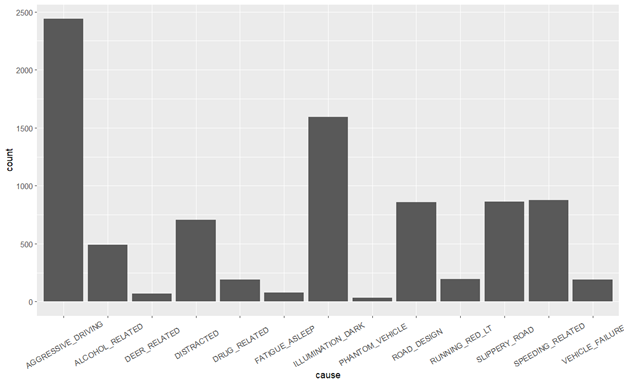 2500
2000
1500
1000
500
0
count
AGGRESSIVE_DRIVING
ALCOHOL_RELATED
DEER_RELATED
DISTRACTED
DRUG_RELATED
FATIGUE_ASLEEP
ILLUMINATION_DARK
PHANTOM_VEHICLE
ROAD_DESIGN
RUNNING_RED_LT
SLIPPERY_ROAD
SPEEDING_RELATED
VEHICLE_FAILURE
cause